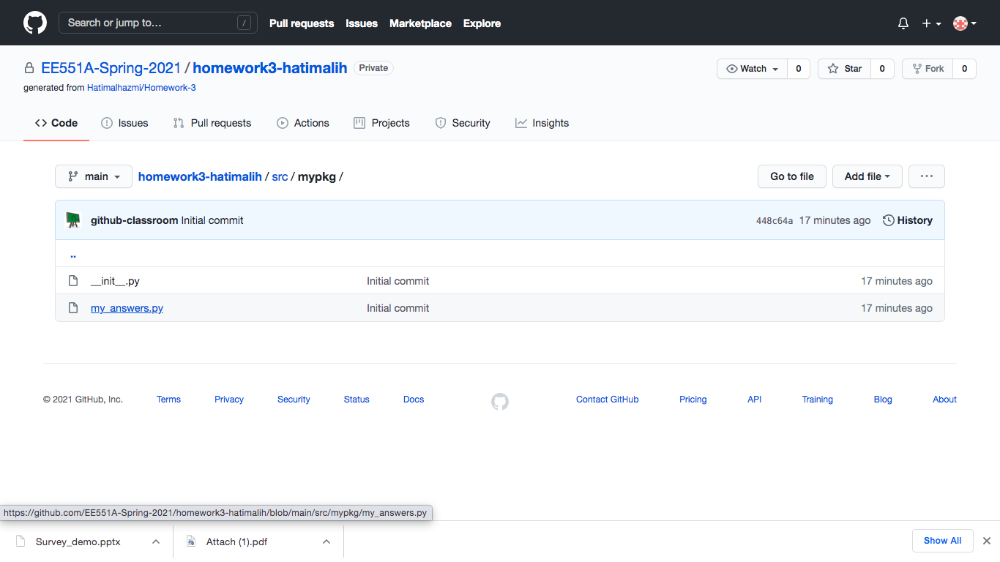 Search or jump to... / Pull requests Issues Marketplace Explore
EE551A-Spring-2021 / homework3-hatimalih Private Watch 0 Star 0 Fork 0
generated from Hatimalhazmi/Homework-3
Code Issues Pull requests Actions Projects Security Insights
main homework3-hatimalih / src / mypkg / Go to file Add file ...
github-classroom Initial commit 448c64a 17 minutes ago History
..
__init__.py Initial commit 17 minutes ago
my_answers.py Initial commit 17 minutes ago
© 2021 GitHub, Inc. Terms Privacy Security Status Docs Contact GitHub Pricing API Training Blog About
https://github.com/EE551A-Spring-2021/homework3-hatimalih/blob/main/src/mypkg/my_answers.py
Survey_demo.pptx Attach (1).pdf Show All